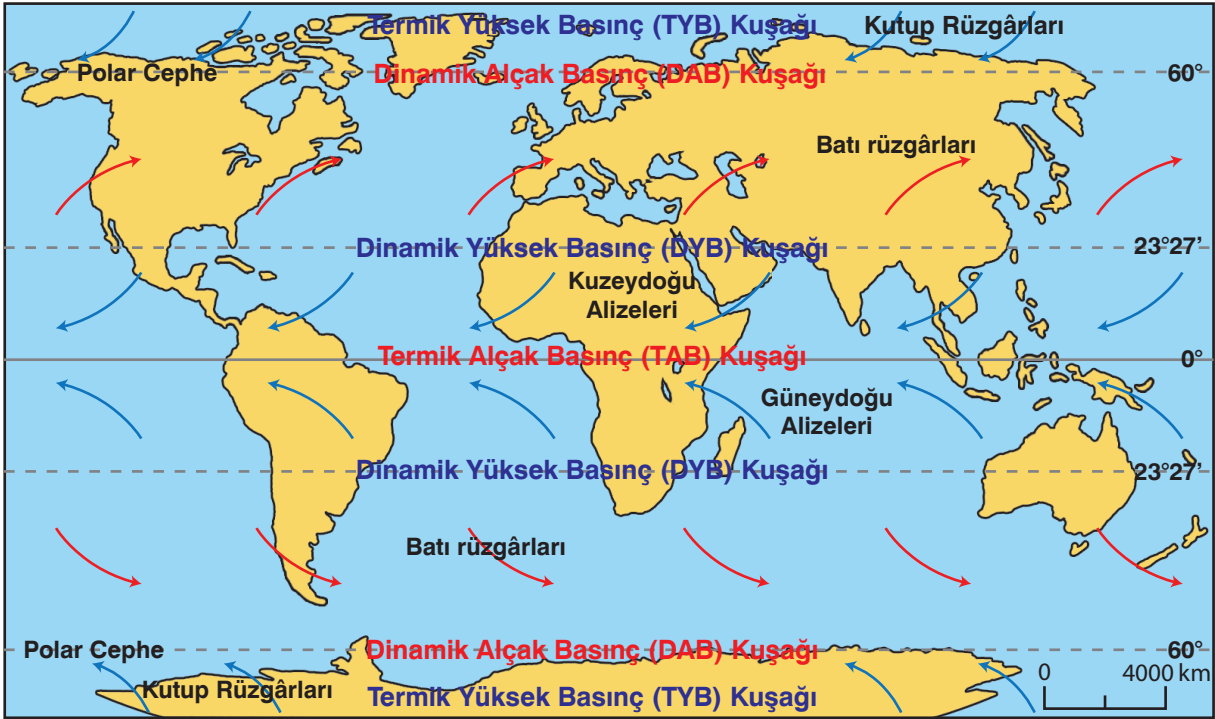 Termik Yüksek Basınç (TYB) Kuşağı
Kutup Rüzgârları
Polar Cephe
Dinamik Alçak Basınç (DAB) Kuşağı
60°
Batı rüzgârları
Dinamik Yüksek Basınç (DYB) Kuşağı
23°27’
Kuzeydoğu
Alizeleri
Termik Alçak Basınç (TAB) Kuşağı
0°
Güneydoğu
Alizeleri
Dinamik Yüksek Basınç (DYB) Kuşağı
23°27’
Batı rüzgârları
Polar Cephe
Dinamik Alçak Basınç (DAB) Kuşağı
60°
Kutup Rüzgârları
Termik Yüksek Basınç (TYB) Kuşağı
0 4000 km